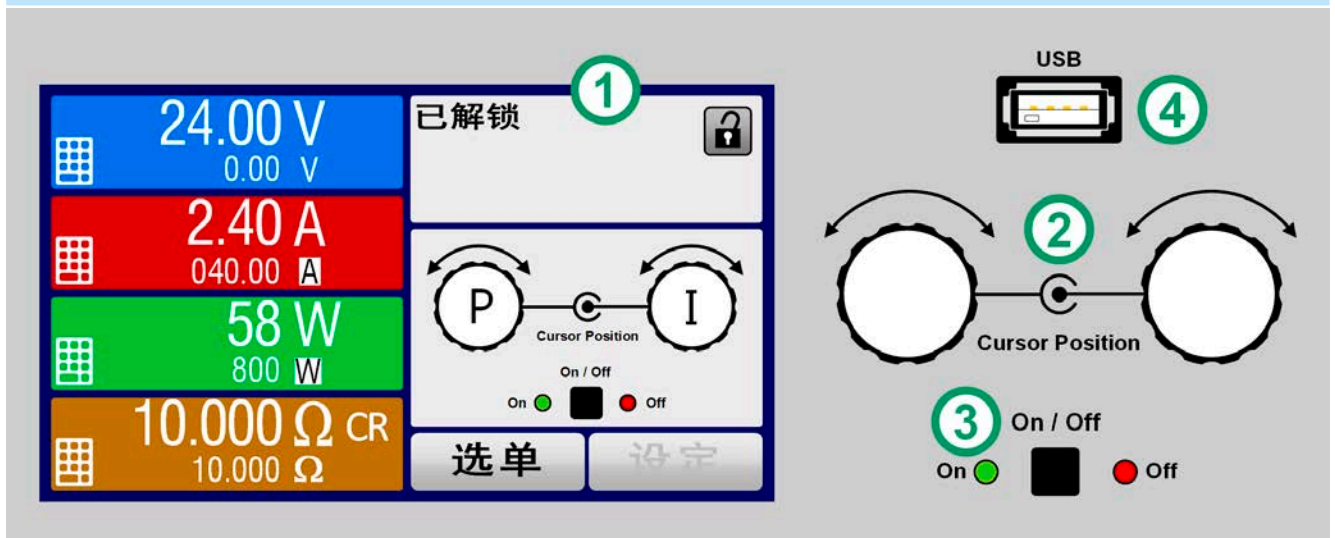 24.00 V
0.00 V
2.40 A
040.00 A
58 W
800 W
10.000 Ω CR
10.000 Ω
已解锁
1
P
I
Cursor Position
On / Off
On
Off
选单
设定
USB
4
2
Cursor Position
3
On / Off
On
Off